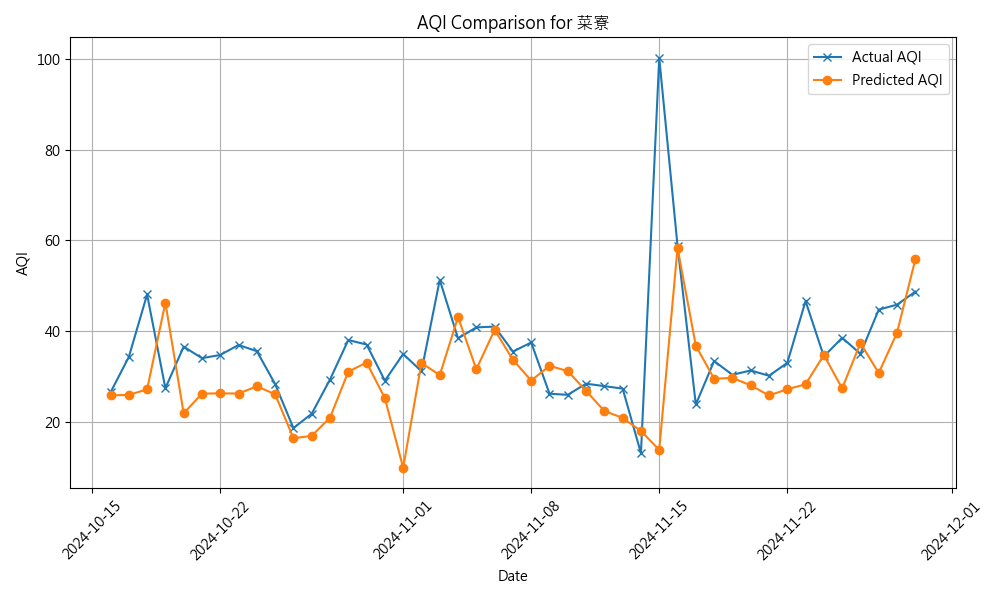 AQI Comparison for 菜寮
Actual AQI
Predicted AQI
100
80
60
40
20
AQI
2024-10-15
2024-10-22
2024-11-01
2024-11-08
2024-11-15
2024-11-22
2024-12-01
Date